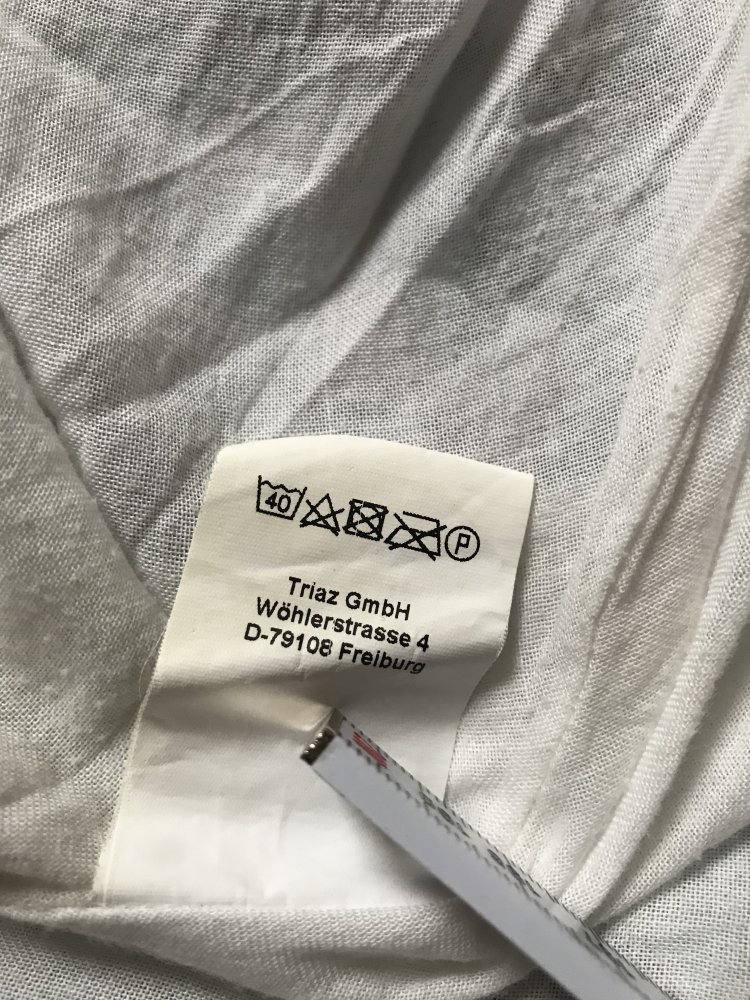 40 P
Triaz GmbH
Wöhlerstrasse 4
D-79108 Freiburg